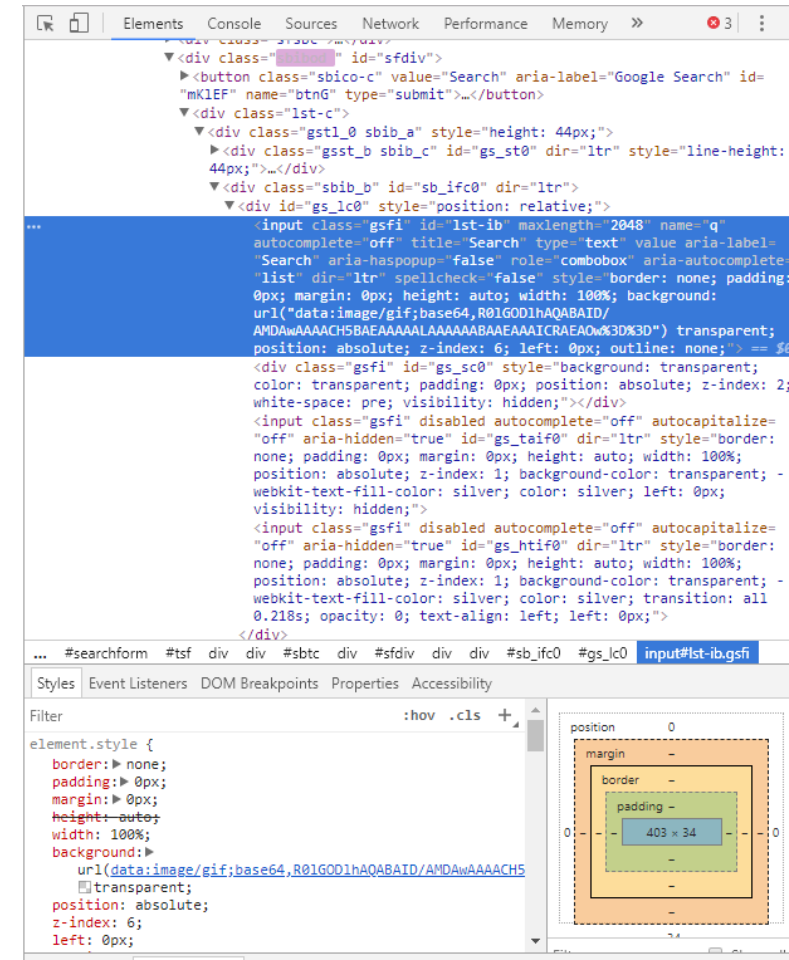 Elements Console Sources Network Performance Memory » 3
▼<div class=" " id="sfdiv">
▶<button class="sbico-c" value="Search" aria-label="Google Search" id=
"mKlEF" name="btnG" type="submit">…</button>
▼<div class="lst-c">
▼<div class="gstl_0 sbib_a" style="height: 44px;">
▶<div class="gsst_b sbib_c" id="gs_st0" dir="ltr" style="line-height:
44px;">…</div>
▼<div class="sbib_b" id="sb_ifc0" dir="ltr">
▼<div id="gs_lc0" style="position: relative;">
… <input class="gsfi" id="lst-ib" maxlength="2048" name="q"
autocomplete="off" title="Search" type="text" value aria-label=
"Search" aria-haspopup="false" role="combobox" aria-autocomplete=
"list" dir="ltr" spellcheck="false" style="border: none; padding:
0px; margin: 0px; height: auto; width: 100%; background:
url("data:image/gif;base64,R0lGODlhAQABAID/
AMDAwAAAACH5BAEAAAAALAAAAAABAAEAAAICRAEAOw%3D%3D") transparent;
position: absolute; z-index: 6; left: 0px; outline: none;"> == $0
<div class="gsfi" id="gs_sc0" style="background: transparent;
color: transparent; padding: 0px; position: absolute; z-index: 2;
white-space: pre; visibility: hidden;"></div>
<input class="gsfi" disabled autocomplete="off" autocapitalize=
"off" aria-hidden="true" id="gs_taif0" dir="ltr" style="border:
none; padding: 0px; margin: 0px; height: auto; width: 100%;
position: absolute; z-index: 1; background-color: transparent; -
webkit-text-fill-color: silver; color: silver; left: 0px;
visibility: hidden;">
<input class="gsfi" disabled autocomplete="off" autocapitalize=
"off" aria-hidden="true" id="gs_htif0" dir="ltr" style="border:
none; padding: 0px; margin: 0px; height: auto; width: 100%;
position: absolute; z-index: 1; background-color: transparent; -
webkit-text-fill-color: silver; color: silver; transition: all
0.218s; opacity: 0; text-align: left; left: 0px;">
</div>
... #searchform #tsf div div #sbtc div #sfdiv div div #sb_ifc0 #gs_lc0 input#lst-ib.gsfi
Styles Event Listeners DOM Breakpoints Properties Accessibility
Filter :hov .cls +
element.style {
border:▶ none;
padding:▶ 0px;
margin:▶ 0px;
height: auto;
width: 100%;
background:▶
url(data:image/gif;base64,R0lGODlhAQABAID/AMDAwAAAACH5
transparent;
position: absolute;
z-index: 6;
left: 0px;
position 0
margin –
border –
padding –
0 – – – 403 × 34 – – – 0
–
–
–